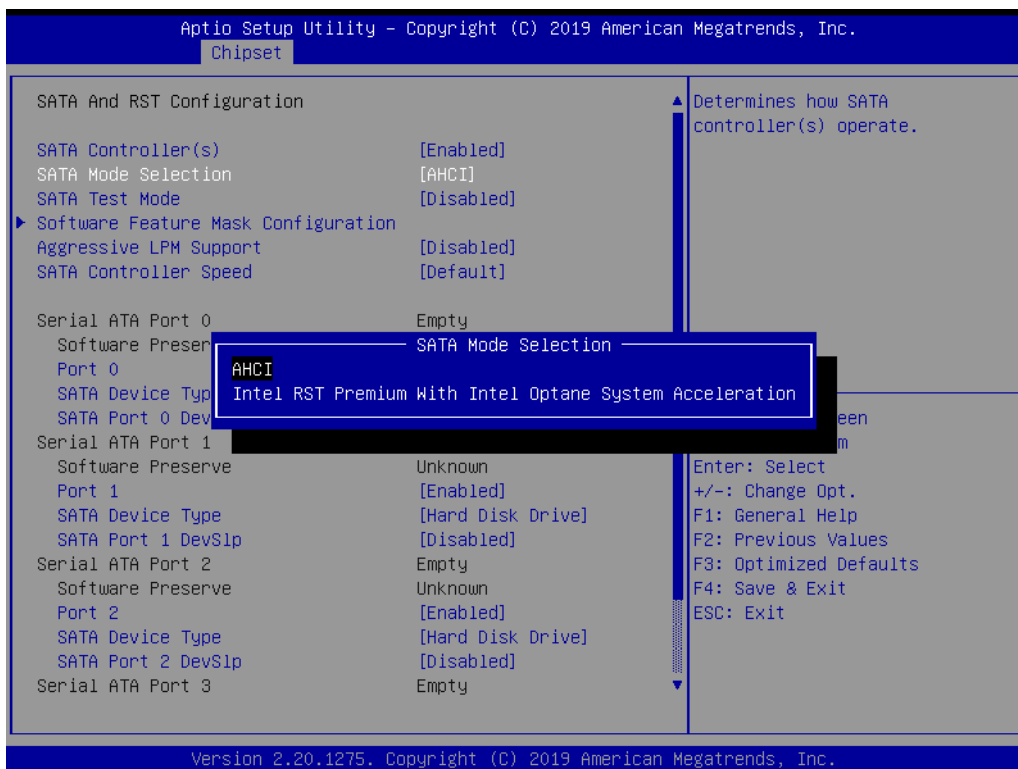 Aptio Setup Utility – Copyright (C) 2019 American Megatrends, Inc.
Chipset
SATA And RST Configuration
SATA Controller(s) [Enabled]
SATA Mode Selection [AHCI]
SATA Test Mode [Disabled]
Software Feature Mask Configuration
Aggressive LPM Support [Disabled]
SATA Controller Speed [Default]
Serial ATA Port 0 Empty
Software Preser
Port 0
SATA Device Typ
SATA Port 0 Dev
Serial ATA Port 1
Software Preserve Unknown
Port 1 [Enabled]
SATA Device Type [Hard Disk Drive]
SATA Port 1 DevSlp [Disabled]
Serial ATA Port 2 Empty
Software Preserve Unknown
Port 2 [Enabled]
SATA Device Type [Hard Disk Drive]
SATA Port 2 DevSlp [Disabled]
Serial ATA Port 3 Empty
SATA Mode Selection
AHCI
Intel RST Premium With Intel Optane System Acceleration
Determines how SATA
controller(s) operate.
een
m
Enter: Select
+/-: Change Opt.
F1: General Help
F2: Previous Values
F3: Optimized Defaults
F4: Save & Exit
ESC: Exit
Version 2.20.1275. Copyright (C) 2019 American Megatrends, Inc.